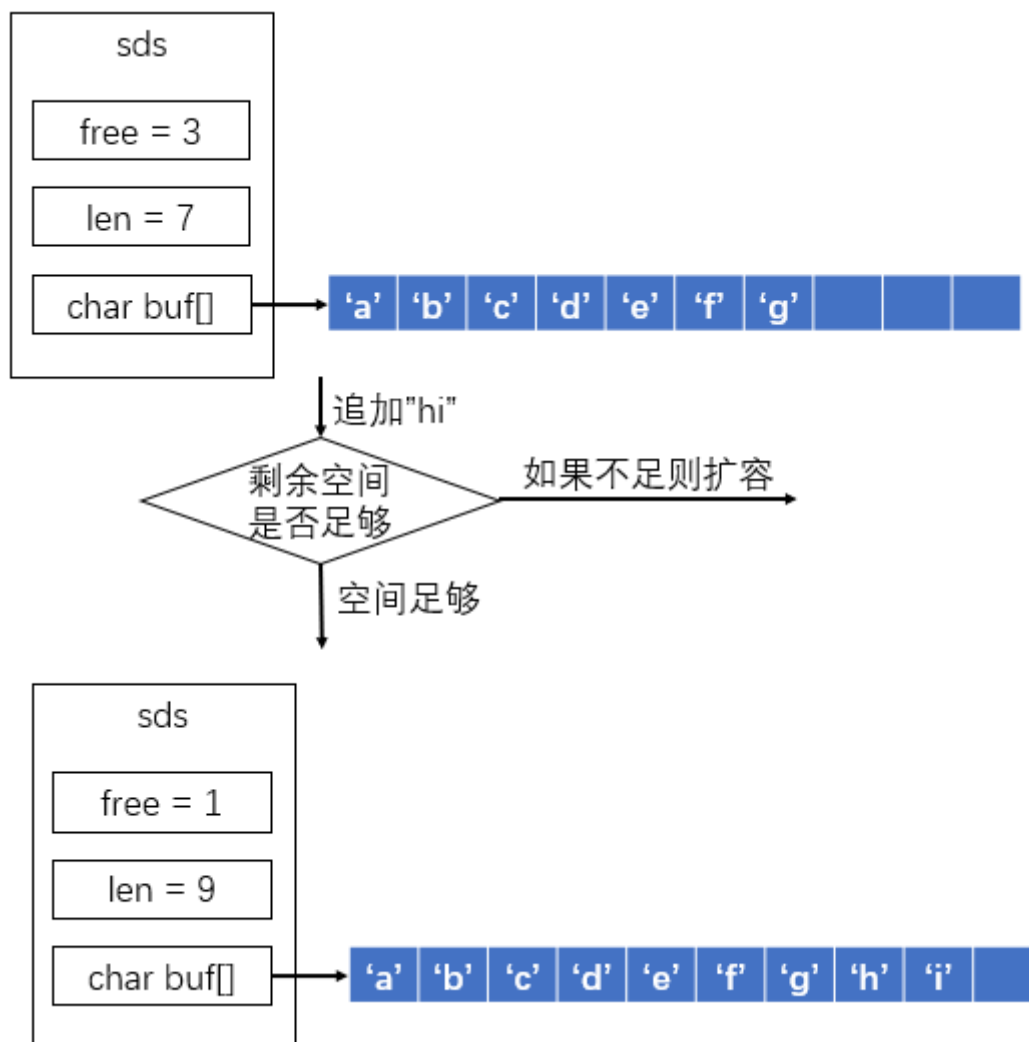 sds
free = 3
len = 7
char buf[]
‘a’ ‘b’ ‘c’ ‘d’ ‘e’ ‘f’ ‘g’
追加”hi”
剩余空间
是否足够
如果不足则扩容
空间足够
sds
free = 1
len = 9
char buf[]
‘a’ ‘b’ ‘c’ ‘d’ ‘e’ ‘f’ ‘g’ ‘h’ ‘i’